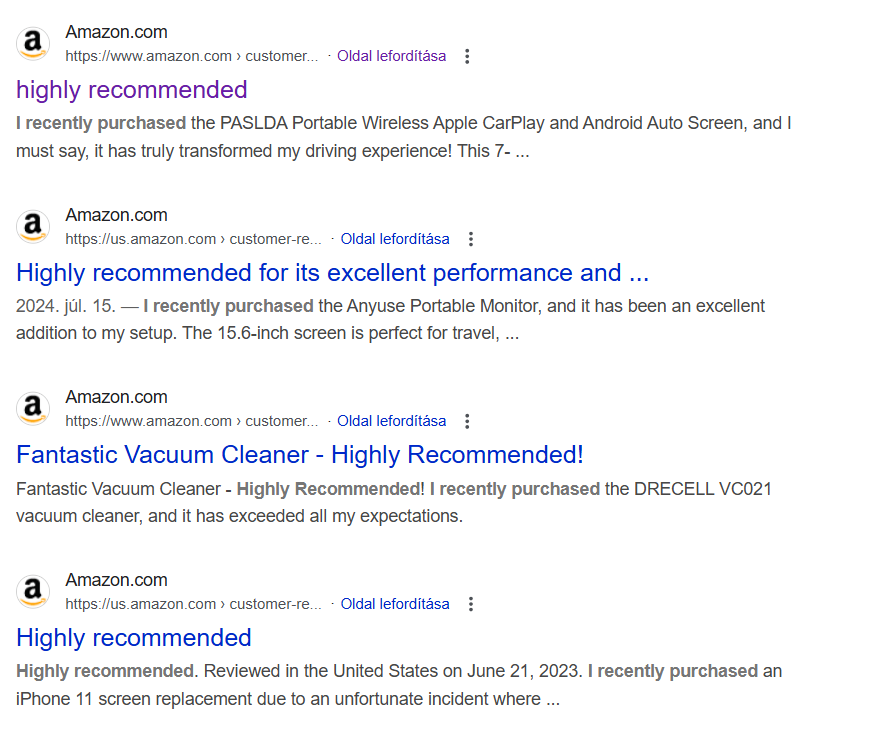 Amazon.com
https://www.amazon.com › customer... · Oldal lefordítása
highly recommended
I recently purchased the PASLDA Portable Wireless Apple CarPlay and Android Auto Screen, and I
must say, it has truly transformed my driving experience! This 7- ...
Amazon.com
https://us.amazon.com › customer-re... · Oldal lefordítása
Highly recommended for its excellent performance and ...
2024. júl. 15. — I recently purchased the Anyuse Portable Monitor, and it has been an excellent
addition to my setup. The 15.6-inch screen is perfect for travel, ...
Amazon.com
https://www.amazon.com › customer... · Oldal lefordítása
Fantastic Vacuum Cleaner - Highly Recommended!
Fantastic Vacuum Cleaner - Highly Recommended! I recently purchased the DRECELL VC021
vacuum cleaner, and it has exceeded all my expectations.
Amazon.com
https://us.amazon.com › customer-re... · Oldal lefordítása
Highly recommended
Highly recommended. Reviewed in the United States on June 21, 2023. I recently purchased an
iPhone 11 screen replacement due to an unfortunate incident where ...